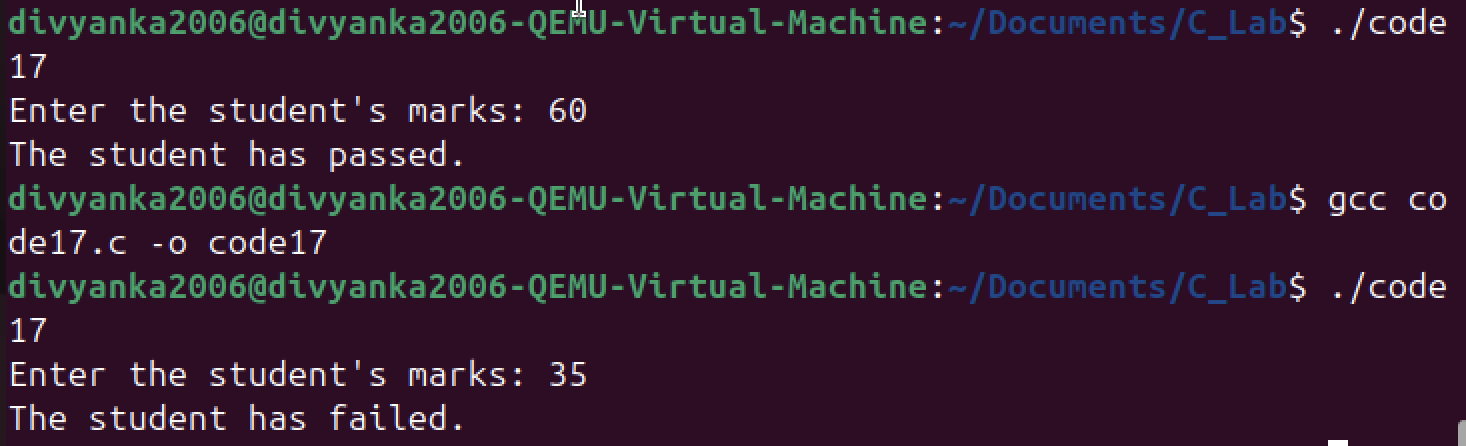 divyanka2006@divyanka2006-QEMU-Virtual-Machine:~/Documents/C_Lab$ ./code
17
Enter the student's marks: 60
The student has passed.
divyanka2006@divyanka2006-QEMU-Virtual-Machine:~/Documents/C_Lab$ gcc co
de17.c -o code17
divyanka2006@divyanka2006-QEMU-Virtual-Machine:~/Documents/C_Lab$ ./code
17
Enter the student's marks: 35
The student has failed.